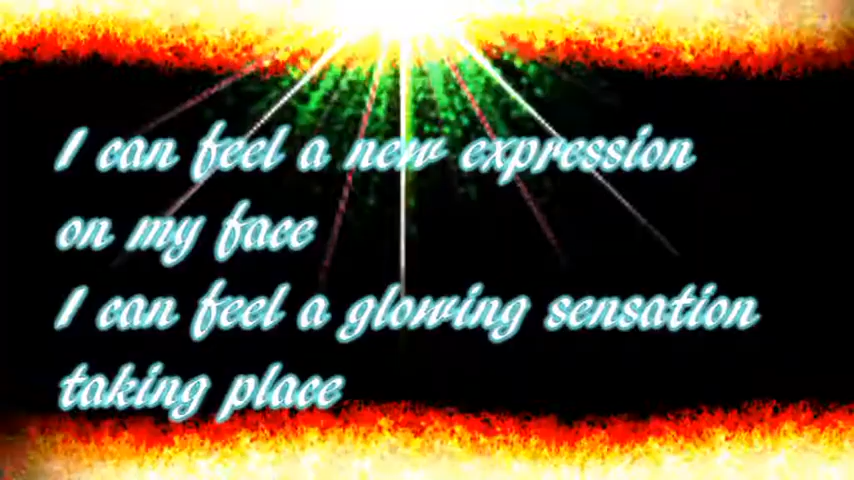 I can feel a new expression
on my face
I can feel a glowing sensation
taking place